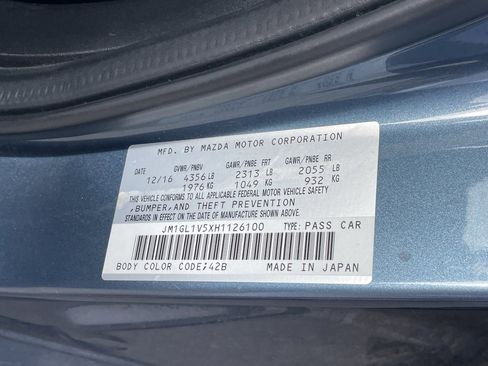 MFD. BY MAZDA MOTOR CORPORATION
GVWR/PNBV GAWR/PNBE FRT GAWR/PNBE RR
12/16 4356 LB 2313 LB 2055 LB
1976 KG 1049 KG 932 KG
THIS VEHICLE CONFORMS TO ALL APPLICABLE FEDERAL MOTOR VEHICLE SAFETY
,BUMPER,AND THEFT PREVENTION
STANDARDS IN EFFECT ON THE DATE OF MANUFACTURE SHOWN ABOVE.
JM1GL1V5XH1126100 TYPE: PASS CAR
BODY COLOR CODE;42B MADE IN JAPAN